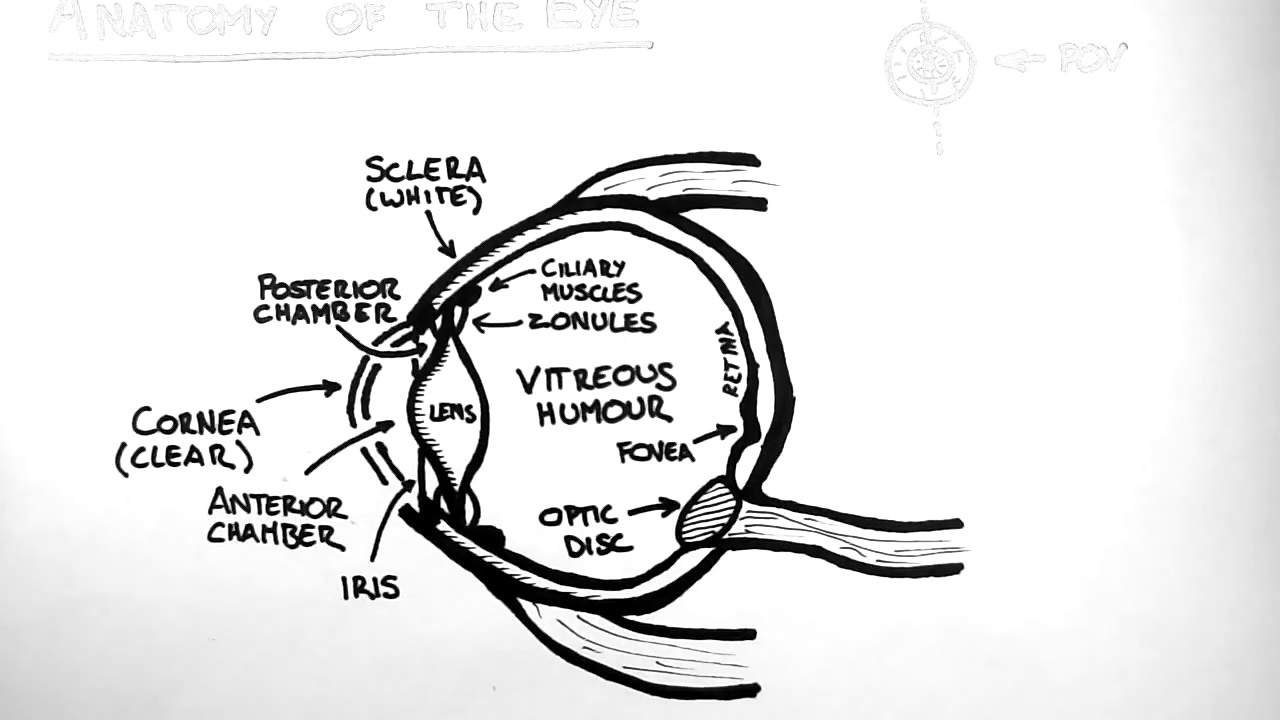 ANATOMY OF THE EYE
POV
SCLERA
(WHITE)
POSTERIOR
CHAMBER
CILIARY
MUSCLES
ZONULES
RETINA
VITREOUS
HUMOUR
LENS
CORNEA
(CLEAR)
FOVEA
ANTERIOR
CHAMBER
OPTIC
DISC
IRIS